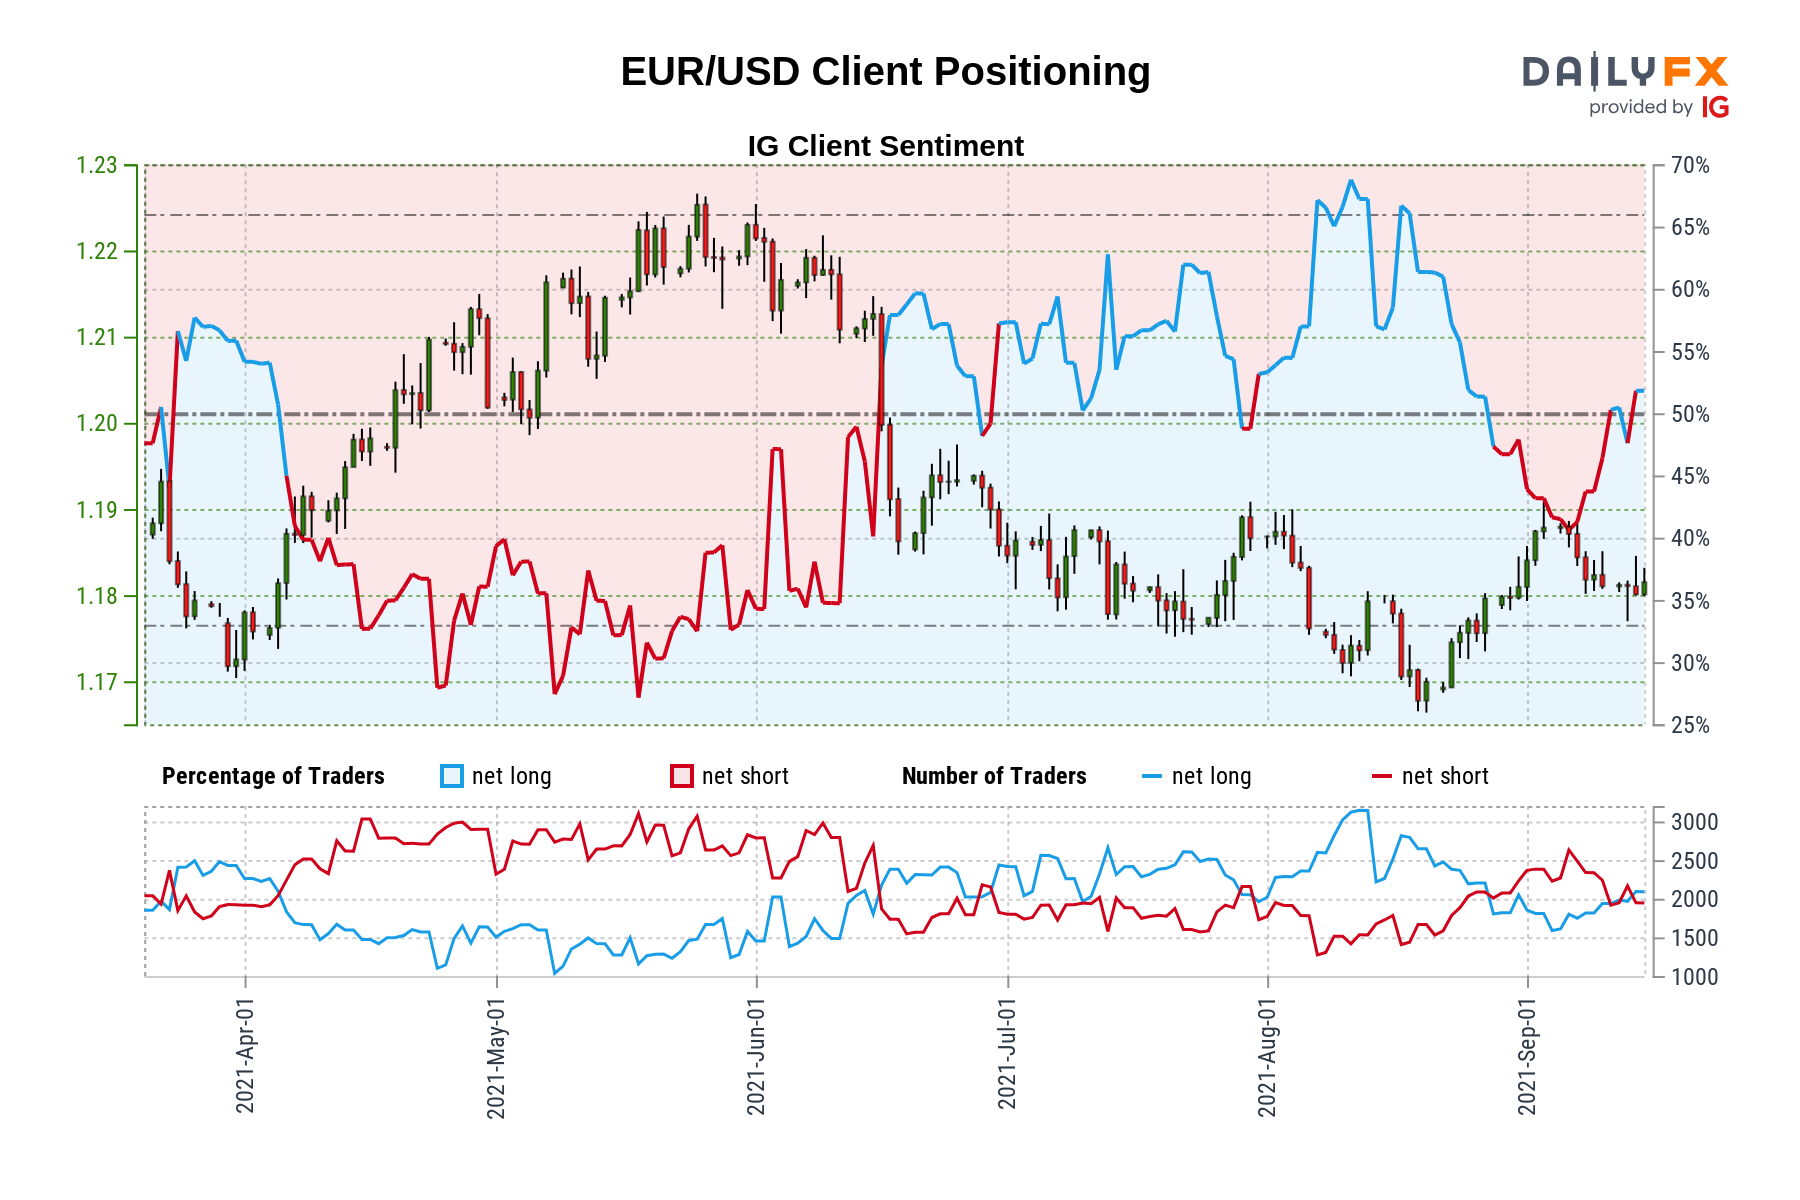 EUR/USD Client Positioning
DAILYFX
provided by IG
IG Client Sentiment
1.23
1.22
1.21
1.20
1.19
1.18
1.17
70%
65%
60%
55%
50%
45%
40%
35%
30%
25%
Percentage of Traders net long net short Number of Traders net long net short
3000
2500
2000
1500
1000
2021-Apr-01
2021-May-01
2021-Jun-01
2021-Jul-01
2021-Aug-01
2021-Sep-01